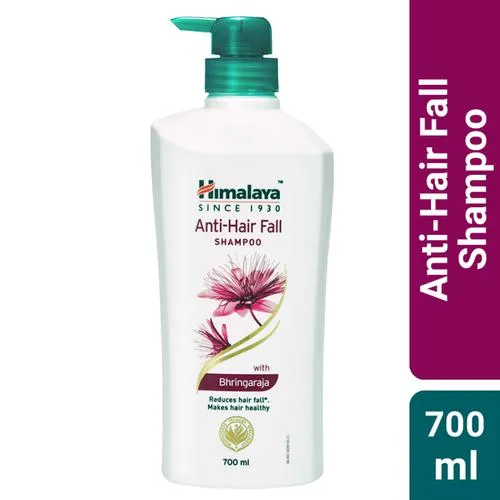 Himalaya™
SINCE 1930
Anti-Hair Fall
SHAMPOO
with
Bhringaraja
Reduces hair fall*.
Makes hair healthy
700 ml
Anti-Hair Fall
Shampoo
700
ml